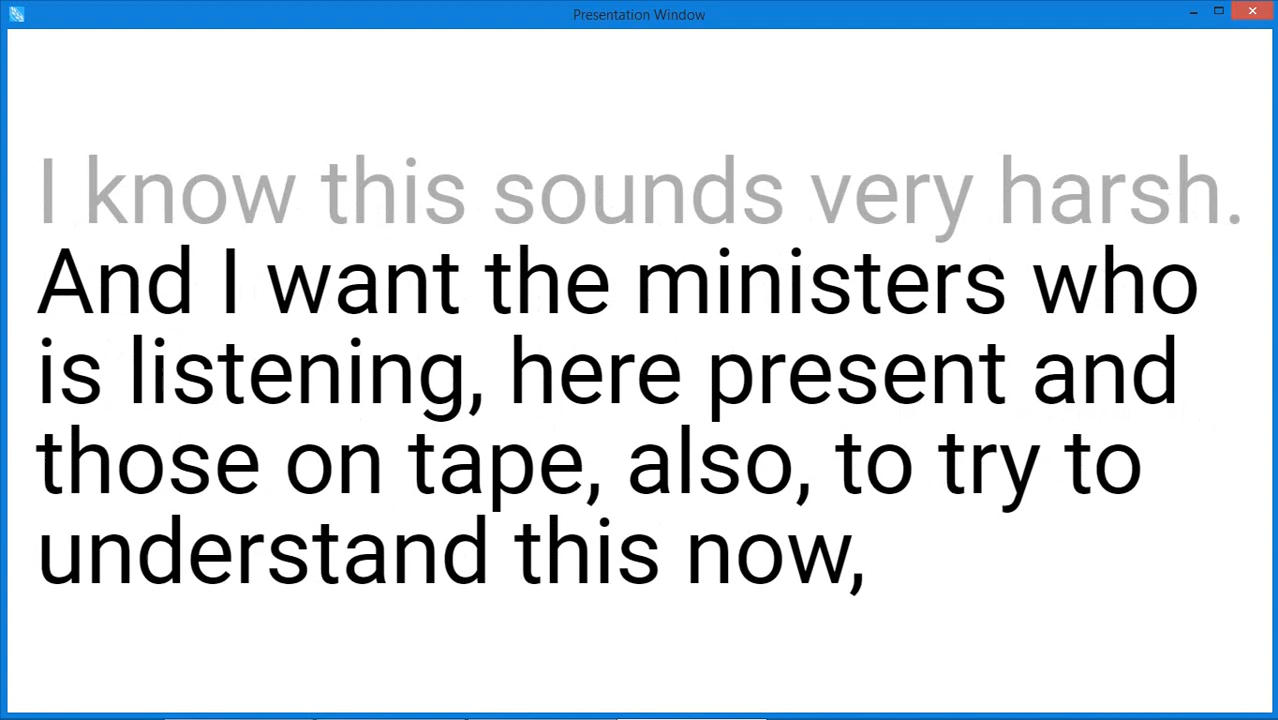 Presentation Window
I know this sounds very harsh.
And I want the ministers who
is listening, here present and
those on tape, also, to try to
understand this now,